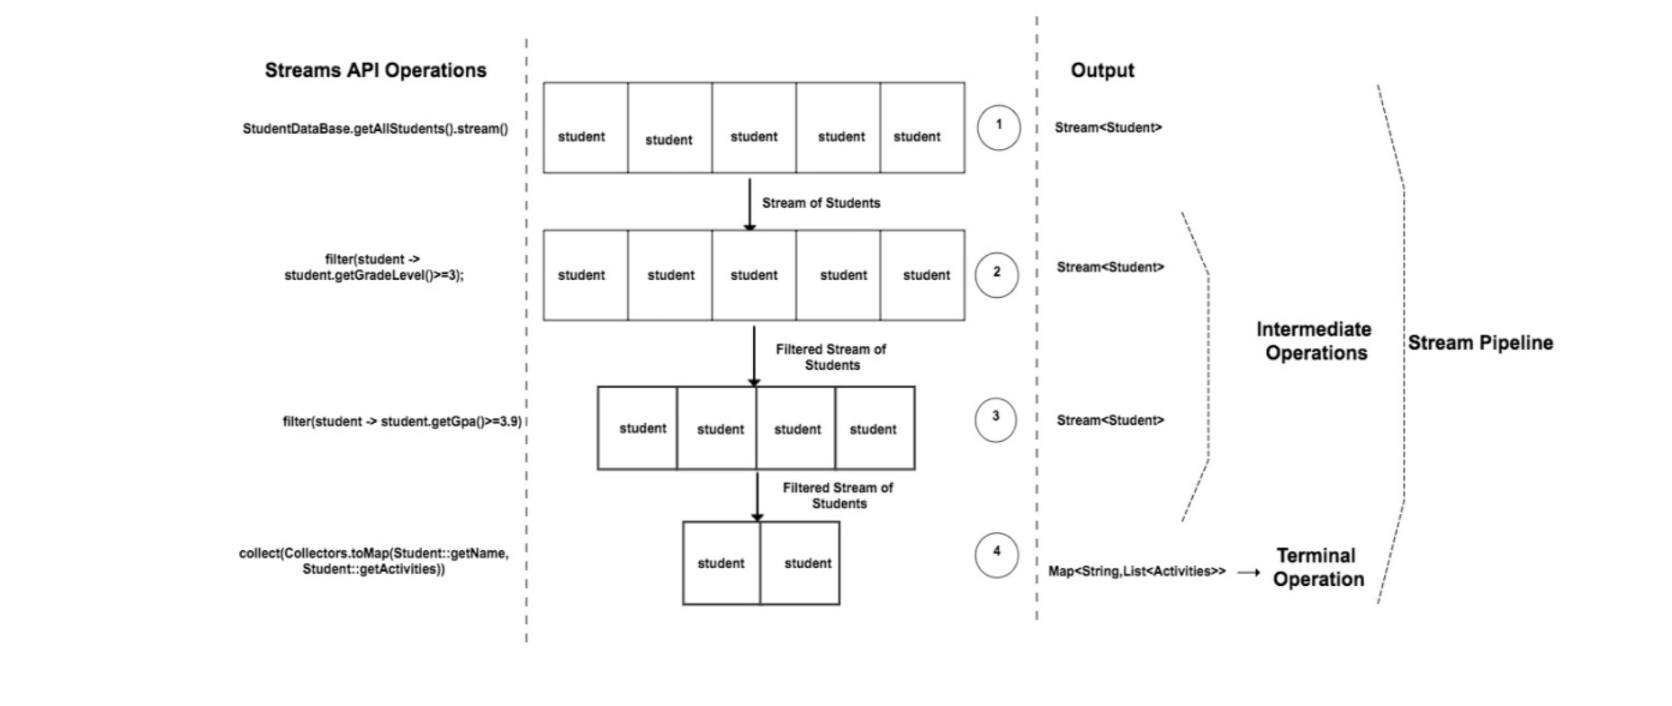 Streams API Operations
Output
StudentDataBase.getAllStudents().stream()
student
student
student
student
student
1
Stream<Student>
Stream of Students
filter(student ->
student.getGradeLevel()>=3);
student
student
student
student
student
2
Stream<Student>
Intermediate
Operations
Stream Pipeline
Filtered Stream of
Students
filter(student -> student.getGpa()>=3.9)
student
student
student
student
3
Stream<Student>
Filtered Stream of
Students
collect(Collectors.toMap(Student::getName,
Student::getActivities))
student
student
4
Map<String,List<Activities>>
Terminal
Operation